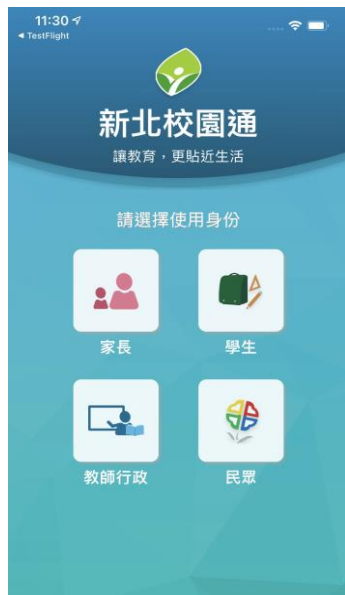 11:30
◀ TestFlight
新北校園通
讓教育，更貼近生活
請選擇使用身份
家長
學生
教師行政
民眾